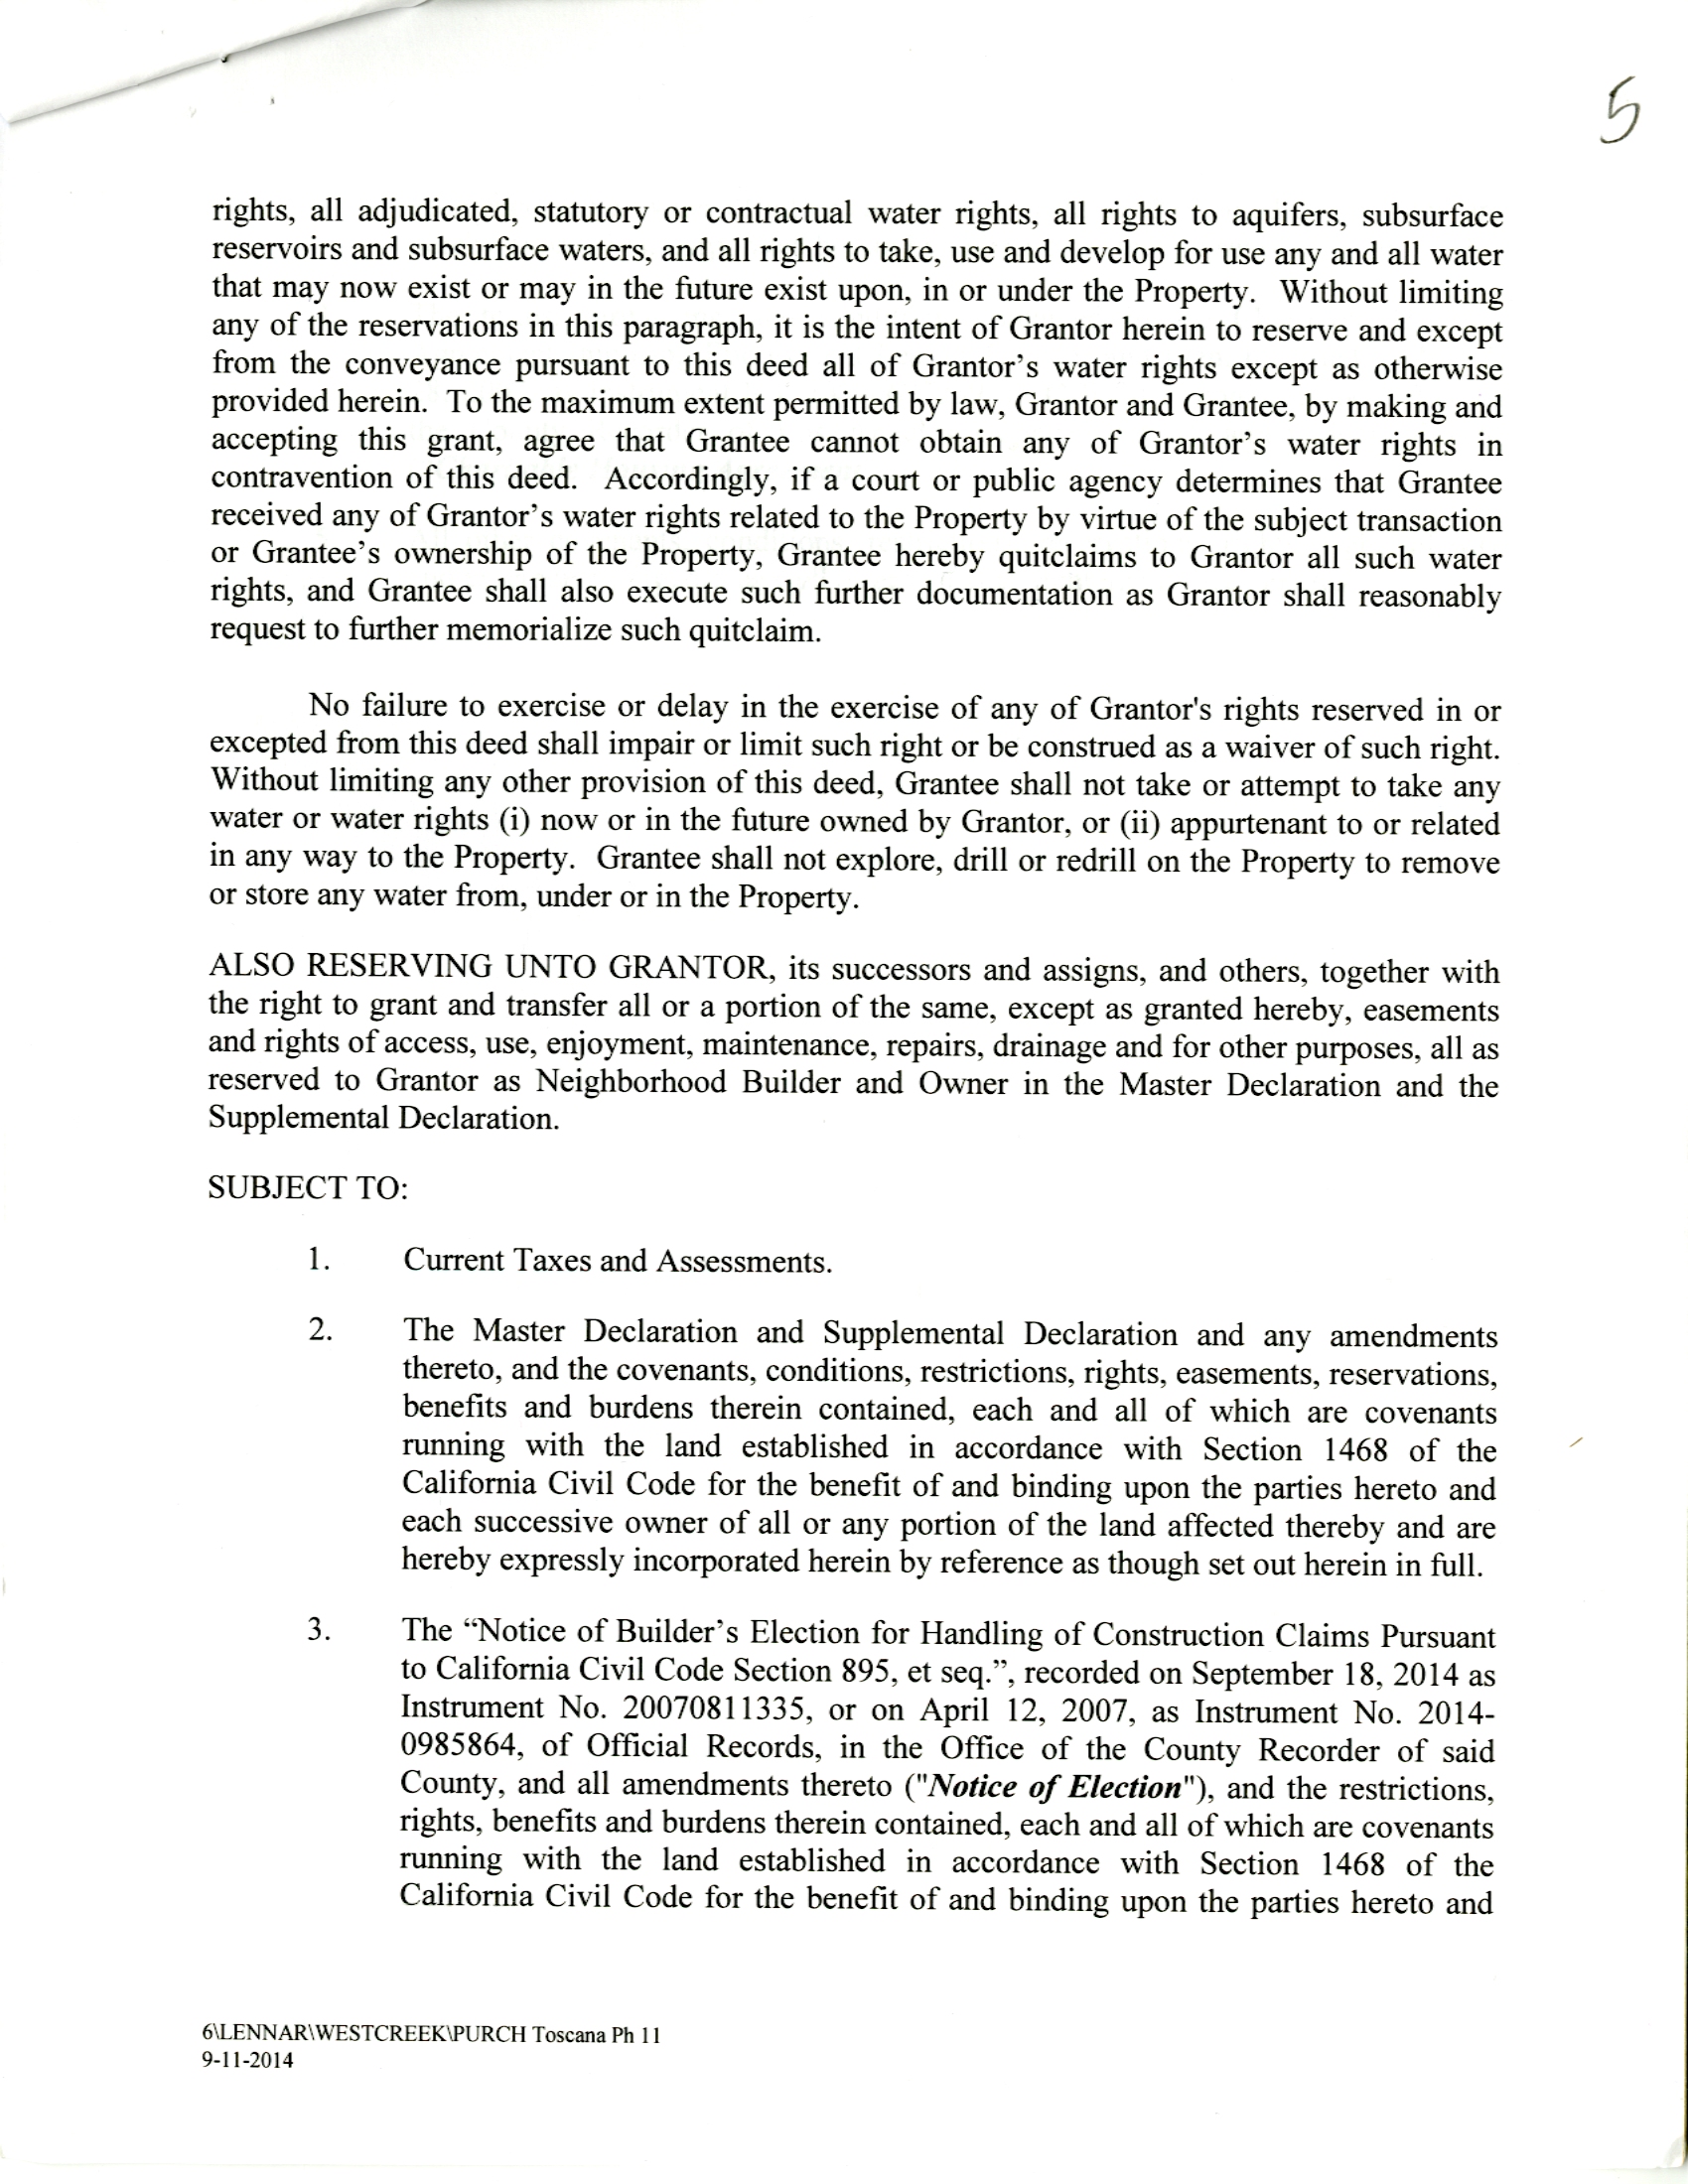 5
rights, all adjudicated, statutory or contractual water rights, all rights to aquifers, subsurface
reservoirs and subsurface waters, and all rights to take, use and develop for use any and all water
that may now exist or may in the future exist upon, in or under the Property.  Without limiting
any of the reservations in this paragraph, it is the intent of Grantor herein to reserve and except
from the conveyance pursuant to this deed all of Grantor’s water rights except as otherwise
provided herein.  To the maximum extent permitted by law, Grantor and Grantee, by making and
accepting this grant, agree that Grantee cannot obtain any of Grantor’s water rights in
contravention of this deed.  Accordingly, if a court or public agency determines that Grantee
received any of Grantor’s water rights related to the Property by virtue of the subject transaction
or Grantee’s ownership of the Property, Grantee hereby quitclaims to Grantor all such water
rights, and Grantee shall also execute such further documentation as Grantor shall reasonably
request to further memorialize such quitclaim.
No failure to exercise or delay in the exercise of any of Grantor's rights reserved in or
excepted from this deed shall impair or limit such right or be construed as a waiver of such right.
Without limiting any other provision of this deed, Grantee shall not take or attempt to take any
water or water rights (i) now or in the future owned by Grantor, or (ii) appurtenant to or related
in any way to the Property.  Grantee shall not explore, drill or redrill on the Property to remove
or store any water from, under or in the Property.
ALSO RESERVING UNTO GRANTOR, its successors and assigns, and others, together with
the right to grant and transfer all or a portion of the same, except as granted hereby, easements
and rights of access, use, enjoyment, maintenance, repairs, drainage and for other purposes, all as
reserved to Grantor as Neighborhood Builder and Owner in the Master Declaration and the
Supplemental Declaration.
SUBJECT TO:
1. Current Taxes and Assessments.
2. The Master Declaration and Supplemental Declaration and any amendments
thereto, and the covenants, conditions, restrictions, rights, easements, reservations,
benefits and burdens therein contained, each and all of which are covenants
running with the land established in accordance with Section 1468 of the
California Civil Code for the benefit of and binding upon the parties hereto and
each successive owner of all or any portion of the land affected thereby and are
hereby expressly incorporated herein by reference as though set out herein in full.
3. The “Notice of Builder’s Election for Handling of Construction Claims Pursuant
to California Civil Code Section 895, et seq.”, recorded on September 18, 2014 as
Instrument No. 20070811335, or on April 12, 2007, as Instrument No. 2014-
0985864, of Official Records, in the Office of the County Recorder of said
County, and all amendments thereto ("Notice of Election"), and the restrictions,
rights, benefits and burdens therein contained, each and all of which are covenants
running with the land established in accordance with Section 1468 of the
California Civil Code for the benefit of and binding upon the parties hereto and
6\LENNAR\WESTCREEK\PURCH Toscana Ph 11
9-11-2014